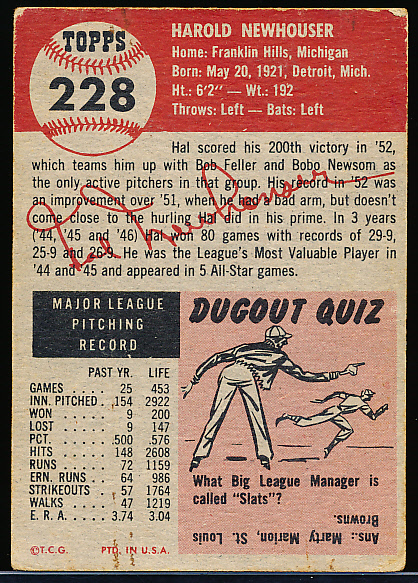 TOPPS
228
HAROLD NEWHOUSER
Home: Franklin Hills, Michigan
Born: May 20, 1921, Detroit, Mich.
Ht.: 6'2" — Wt.: 192
Throws: Left — Bats: Left
Hal scored his 200th victory in '52,
which teams him up with Bob Feller and Bobo Newsom as
the only active pitchers in that group. His record in '52 was
an improvement over '51, when he had a bad arm, but doesn't
come close to the hurling Hal did in his prime. In 3 years
('44, '45 and '46) Hal won 80 games with records of 29-9,
25-9 and 26-9. He was the League's Most Valuable Player in
'44 and '45 and appeared in 5 All-Star games.
Hal Newhouser
MAJOR LEAGUE
PITCHING
RECORD
PAST YR. LIFE
GAMES 25 453
INN. PITCHED 154 2922
WON 9 200
LOST 9 147
PCT. .500 .576
HITS 148 2608
RUNS 72 1159
ERN. RUNS 64 986
STRIKEOUTS 57 1764
WALKS 47 1219
E. R. A. 3.74 3.04
©T.C.G. PTD. IN U.S.A.
DUGOUT QUIZ
What Big League Manager is
called "Slats"?
Ans.: Marty Marion, St. Louis
Browns.